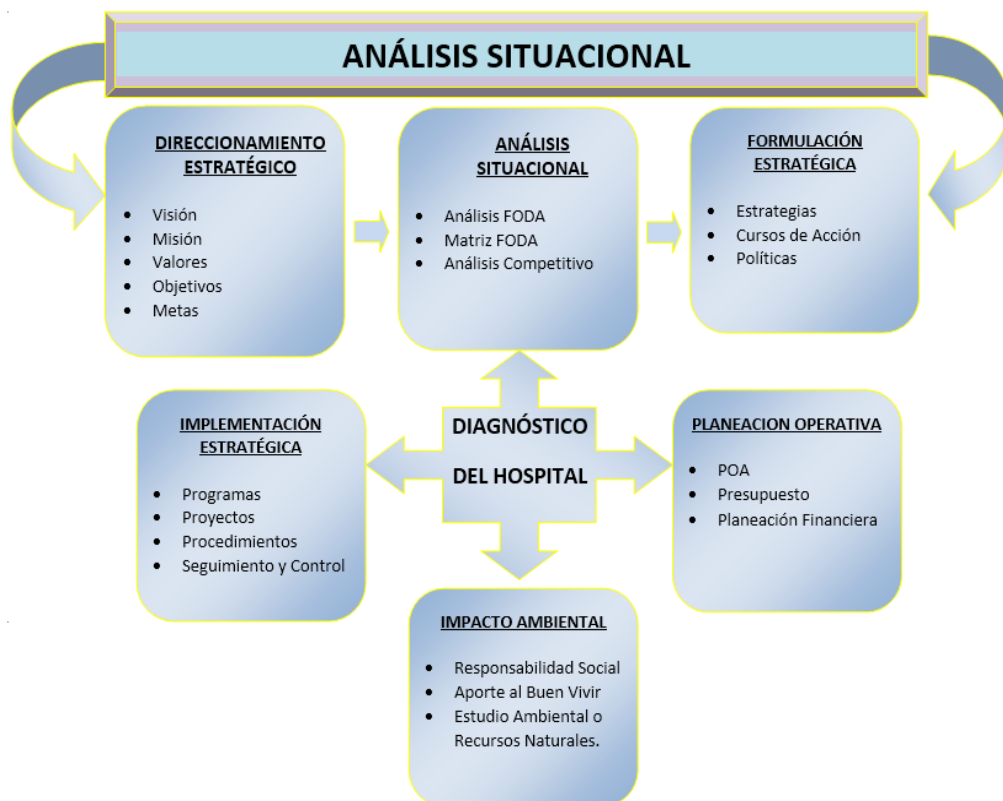 ANÁLISIS SITUACIONAL
DIRECCIONAMIENTO
ESTRATÉGICO
• Visión
• Misión
• Valores
• Objetivos
• Metas
ANÁLISIS
SITUACIONAL
• Análisis FODA
• Matriz FODA
• Análisis Competitivo
FORMULACIÓN
ESTRATÉGICA
• Estrategias
• Cursos de Acción
• Políticas
IMPLEMENTACIÓN
ESTRATÉGICA
• Programas
• Proyectos
• Procedimientos
• Seguimiento y Control
DIAGNÓSTICO
DEL HOSPITAL
PLANEACION OPERATIVA
• POA
• Presupuesto
• Planeación Financiera
IMPACTO AMBIENTAL
• Responsabilidad Social
• Aporte al Buen Vivir
• Estudio Ambiental o
Recursos Naturales.